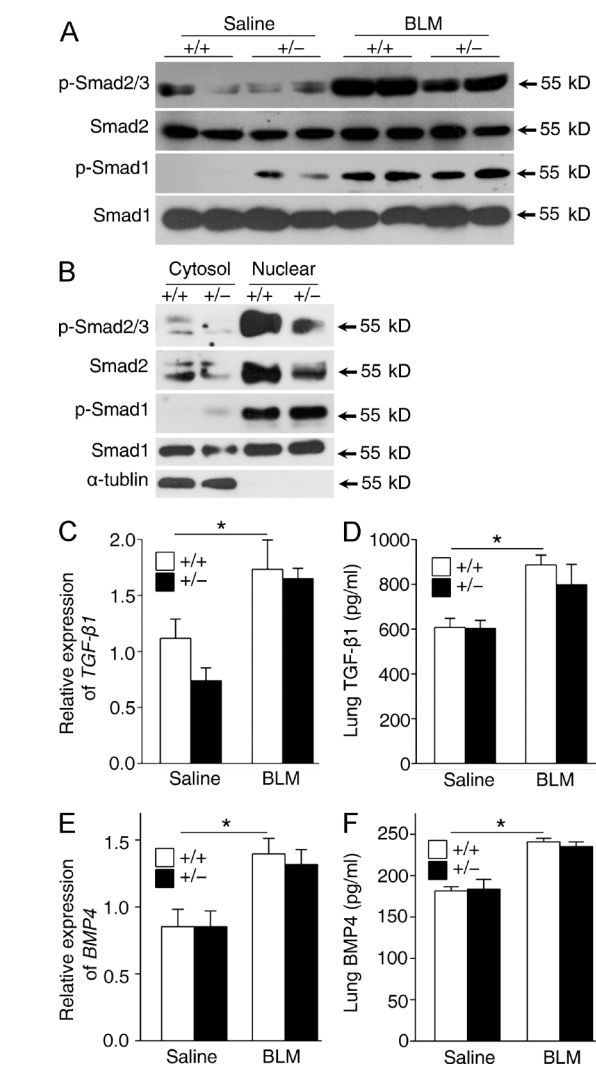 A
Saline BLM
+/+ +/− +/+ +/−
p-Smad2/3 55 kD
Smad2 55 kD
p-Smad1 55 kD
Smad1 55 kD
B
Cytosol Nuclear
+/+ +/− +/+ +/−
p-Smad2/3 55 kD
Smad2 55 kD
p-Smad1 55 kD
Smad1 55 kD
α-tublin 55 kD
C
Relative expression
of TGF-β1
2.0
1.5
1.0
0.5
0.0
*
+/+
+/−
Saline BLM
D
Lung TGF-β1 (pg/ml)
1000
800
600
400
200
0
*
+/+
+/−
Saline BLM
E
Relative expression
of BMP4
1.5
1.0
0.5
0.0
*
+/+
+/−
Saline BLM
F
Lung BMP4 (pg/ml)
250
200
150
100
50
0
*
+/+
+/−
Saline BLM